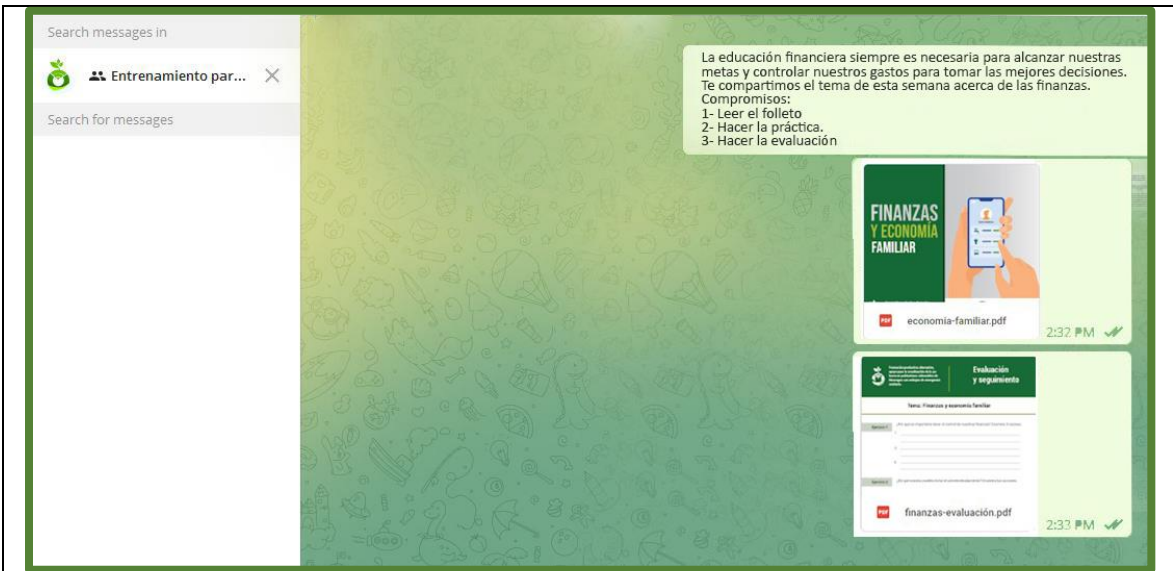 Search messages in
Entrenamiento par...
Search for messages
La educación financiera siempre es necesaria para alcanzar nuestras
metas y controlar nuestros gastos para tomar las mejores decisiones.
Te compartimos el tema de esta semana acerca de las finanzas.
Compromisos:
1- Leer el folleto
2- Hacer la práctica.
3- Hacer la evaluación
FINANZAS
Y ECONOMÍA
FAMILIAR
PDF
economía-familiar.pdf
2:32 PM
Evaluación
y seguimiento
Tema: Finanzas y economía familiar
PDF
finanzas-evaluación.pdf
2:33 PM